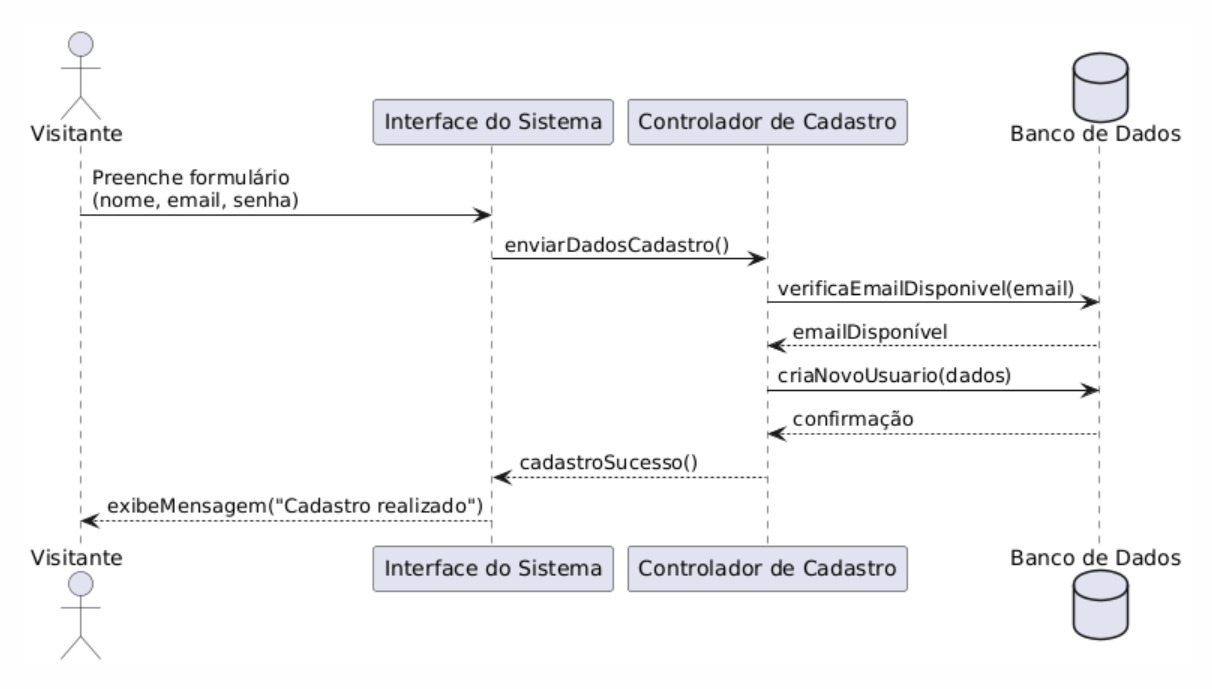 Visitante
Interface do Sistema
Controlador de Cadastro
Banco de Dados
Preenche formulário
(nome, email, senha)
enviarDadosCadastro()
verificaEmailDisponivel(email)
emailDisponível
criaNovoUsuario(dados)
confirmação
cadastroSucesso()
exibeMensagem("Cadastro realizado")
Visitante
Interface do Sistema
Controlador de Cadastro
Banco de Dados